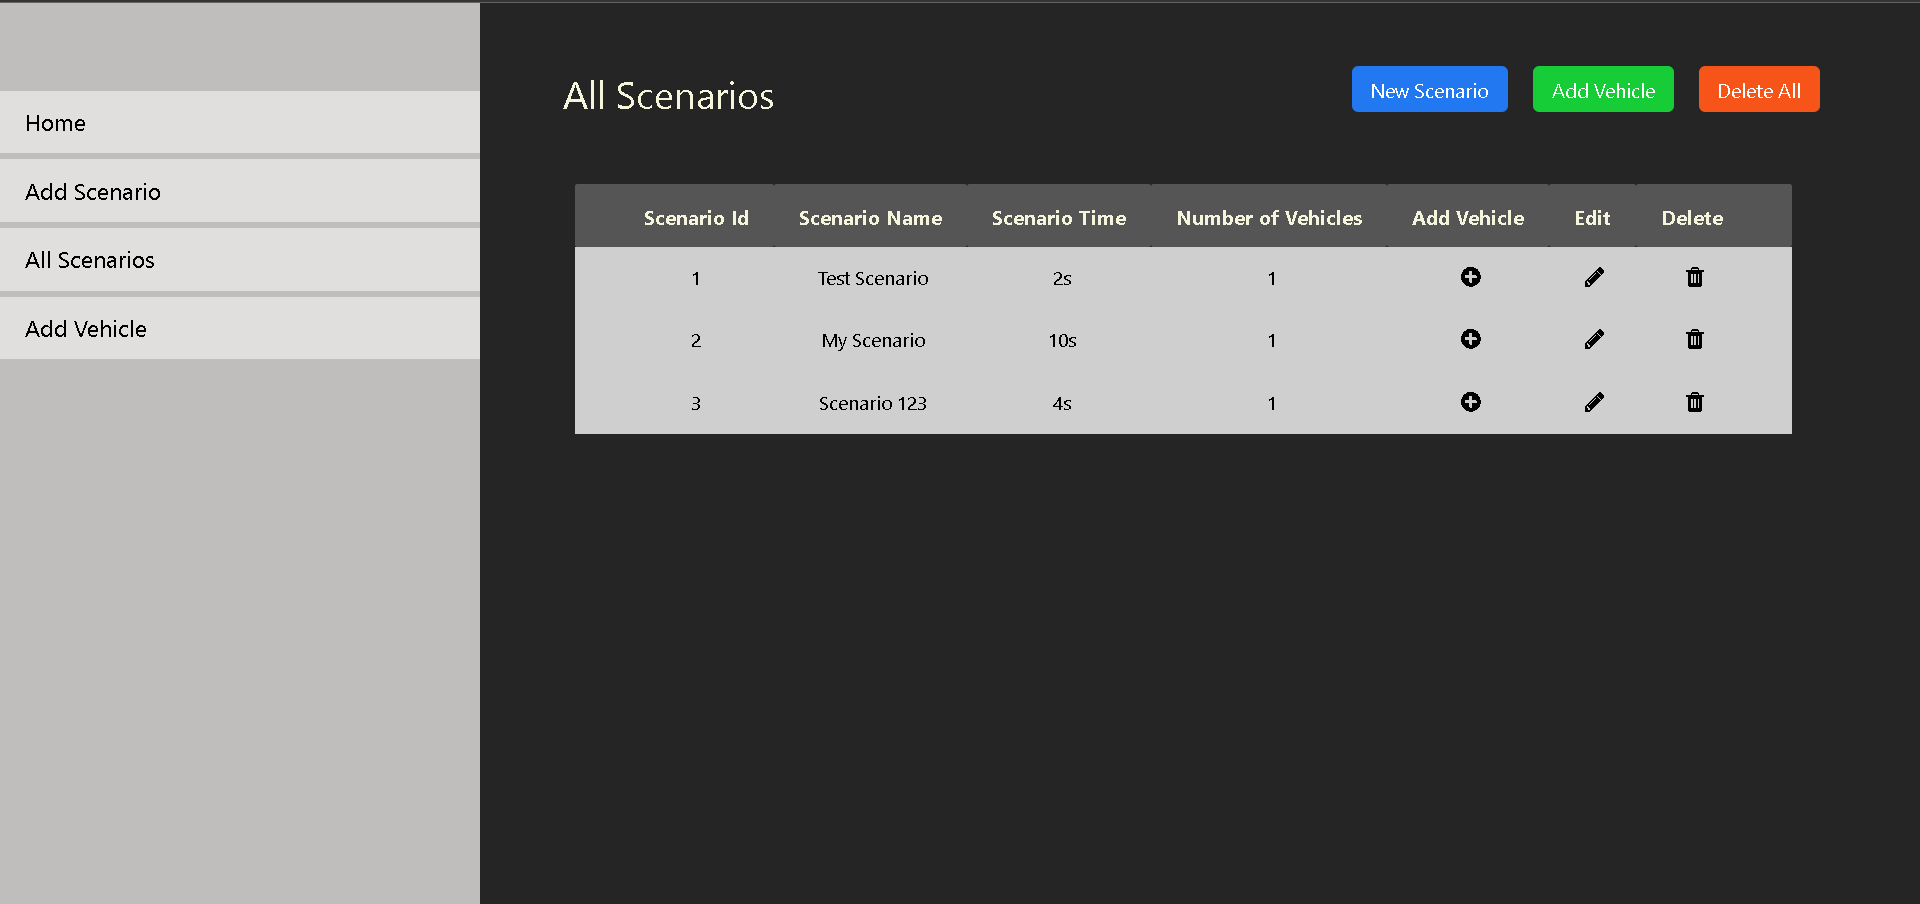 Home
Add Scenario
All Scenarios
Add Vehicle
All Scenarios
New Scenario Add Vehicle Delete All
Scenario Id Scenario Name Scenario Time Number of Vehicles Add Vehicle Edit Delete
1 Test Scenario 2s 1
2 My Scenario 10s 1
3 Scenario 123 4s 1